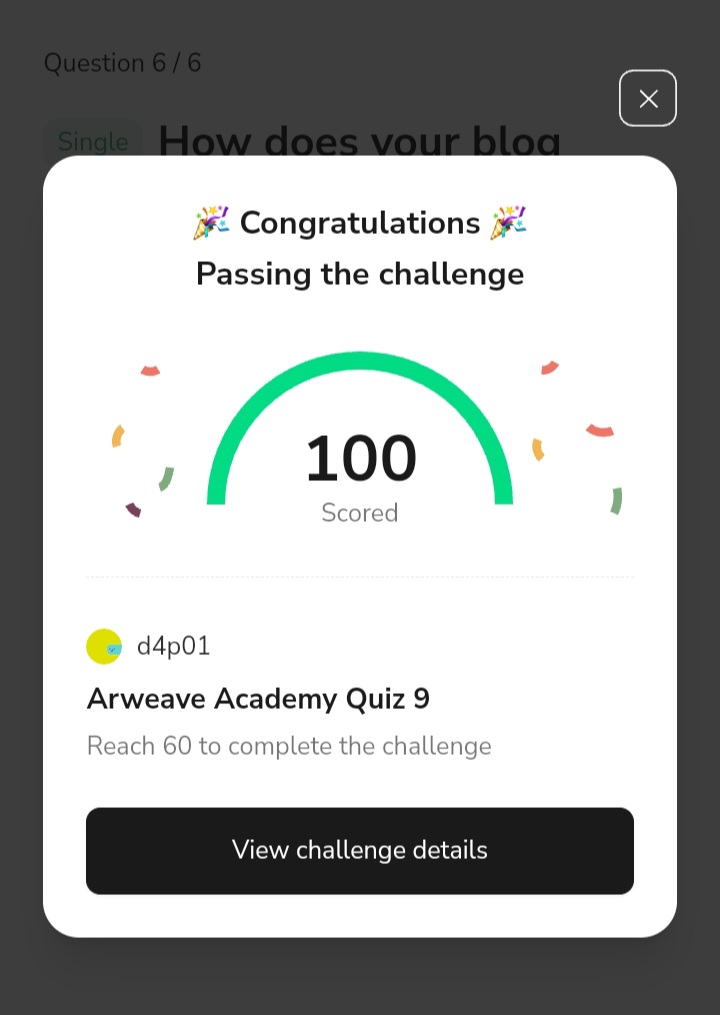 Question 6 / 6
Single How does your blog
🎉 Congratulations 🎉
Passing the challenge
100
Scored
d4p01
Arweave Academy Quiz 9
Reach 60 to complete the challenge
View challenge details